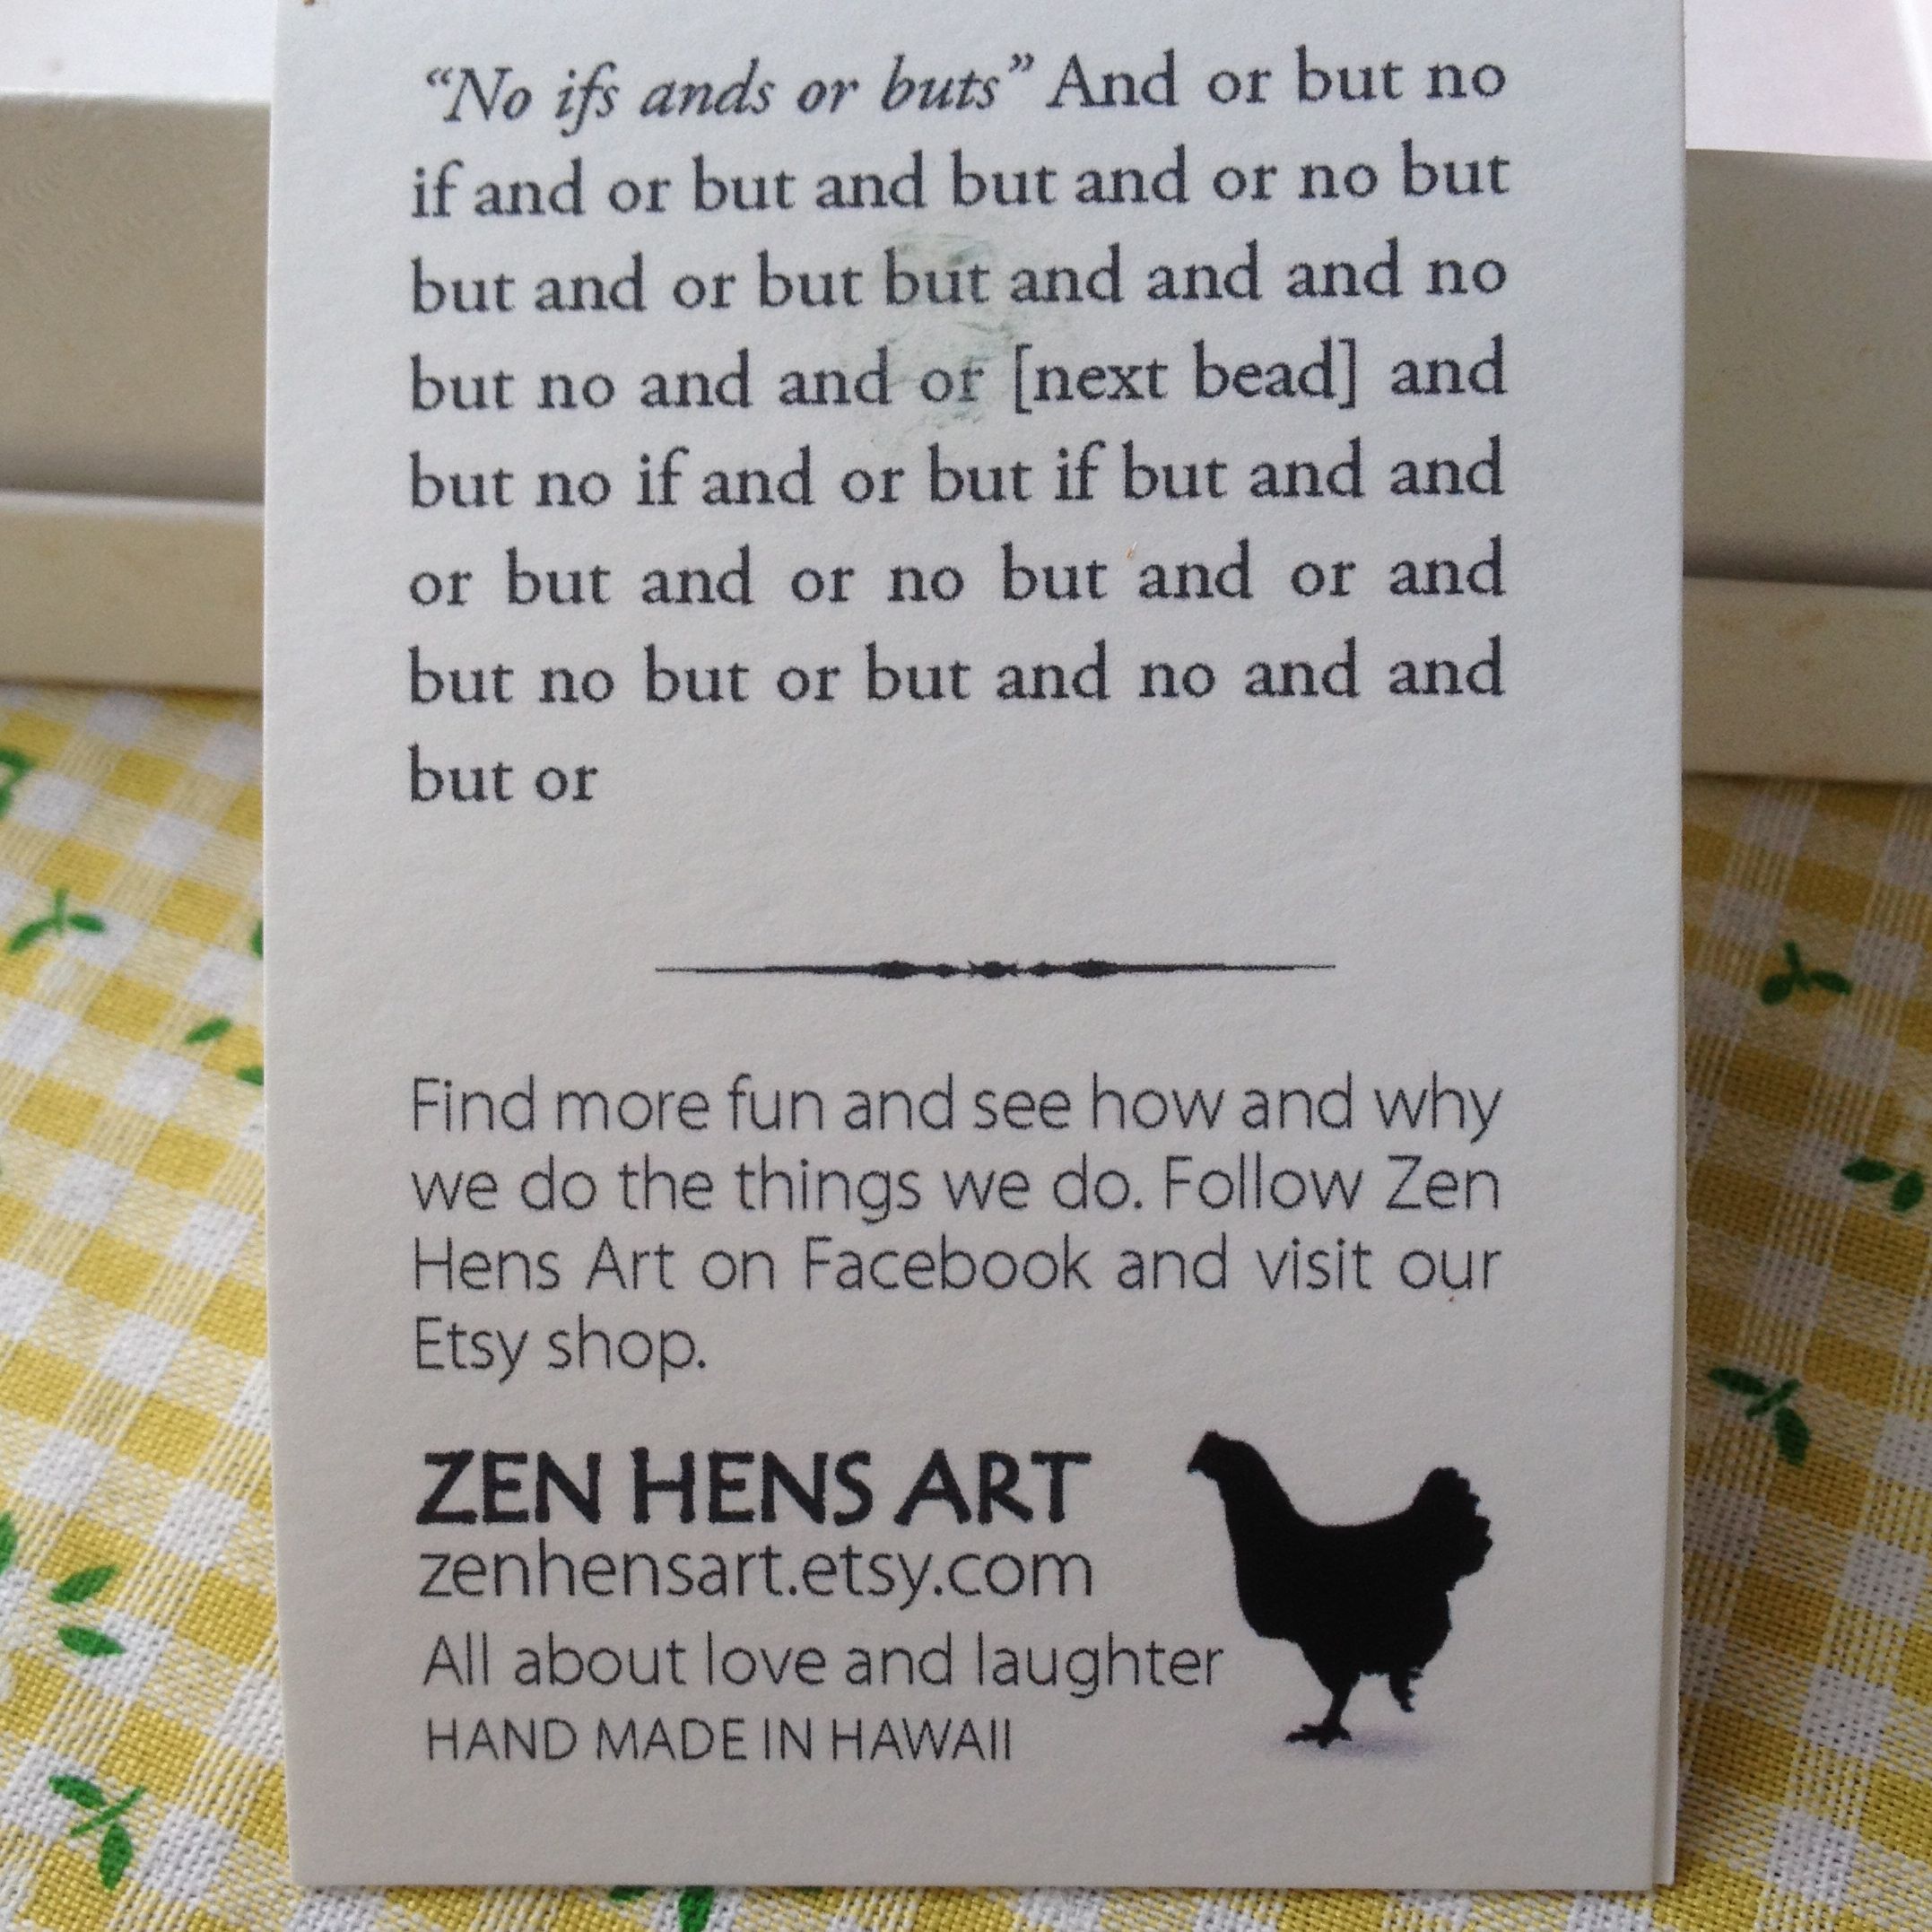 “No ifs ands or buts” And or but no
if and or but and but and or no but
but and or but but and and and no
but no and and or [next bead] and
but no if and or but if but and and
or but and or no but and or and
but no but or but and no and and
but or
Find more fun and see how and why
we do the things we do. Follow Zen
Hens Art on Facebook and visit our
Etsy shop.
ZEN HENS ART
zenhensart.etsy.com
All about love and laughter
HAND MADE IN HAWAII